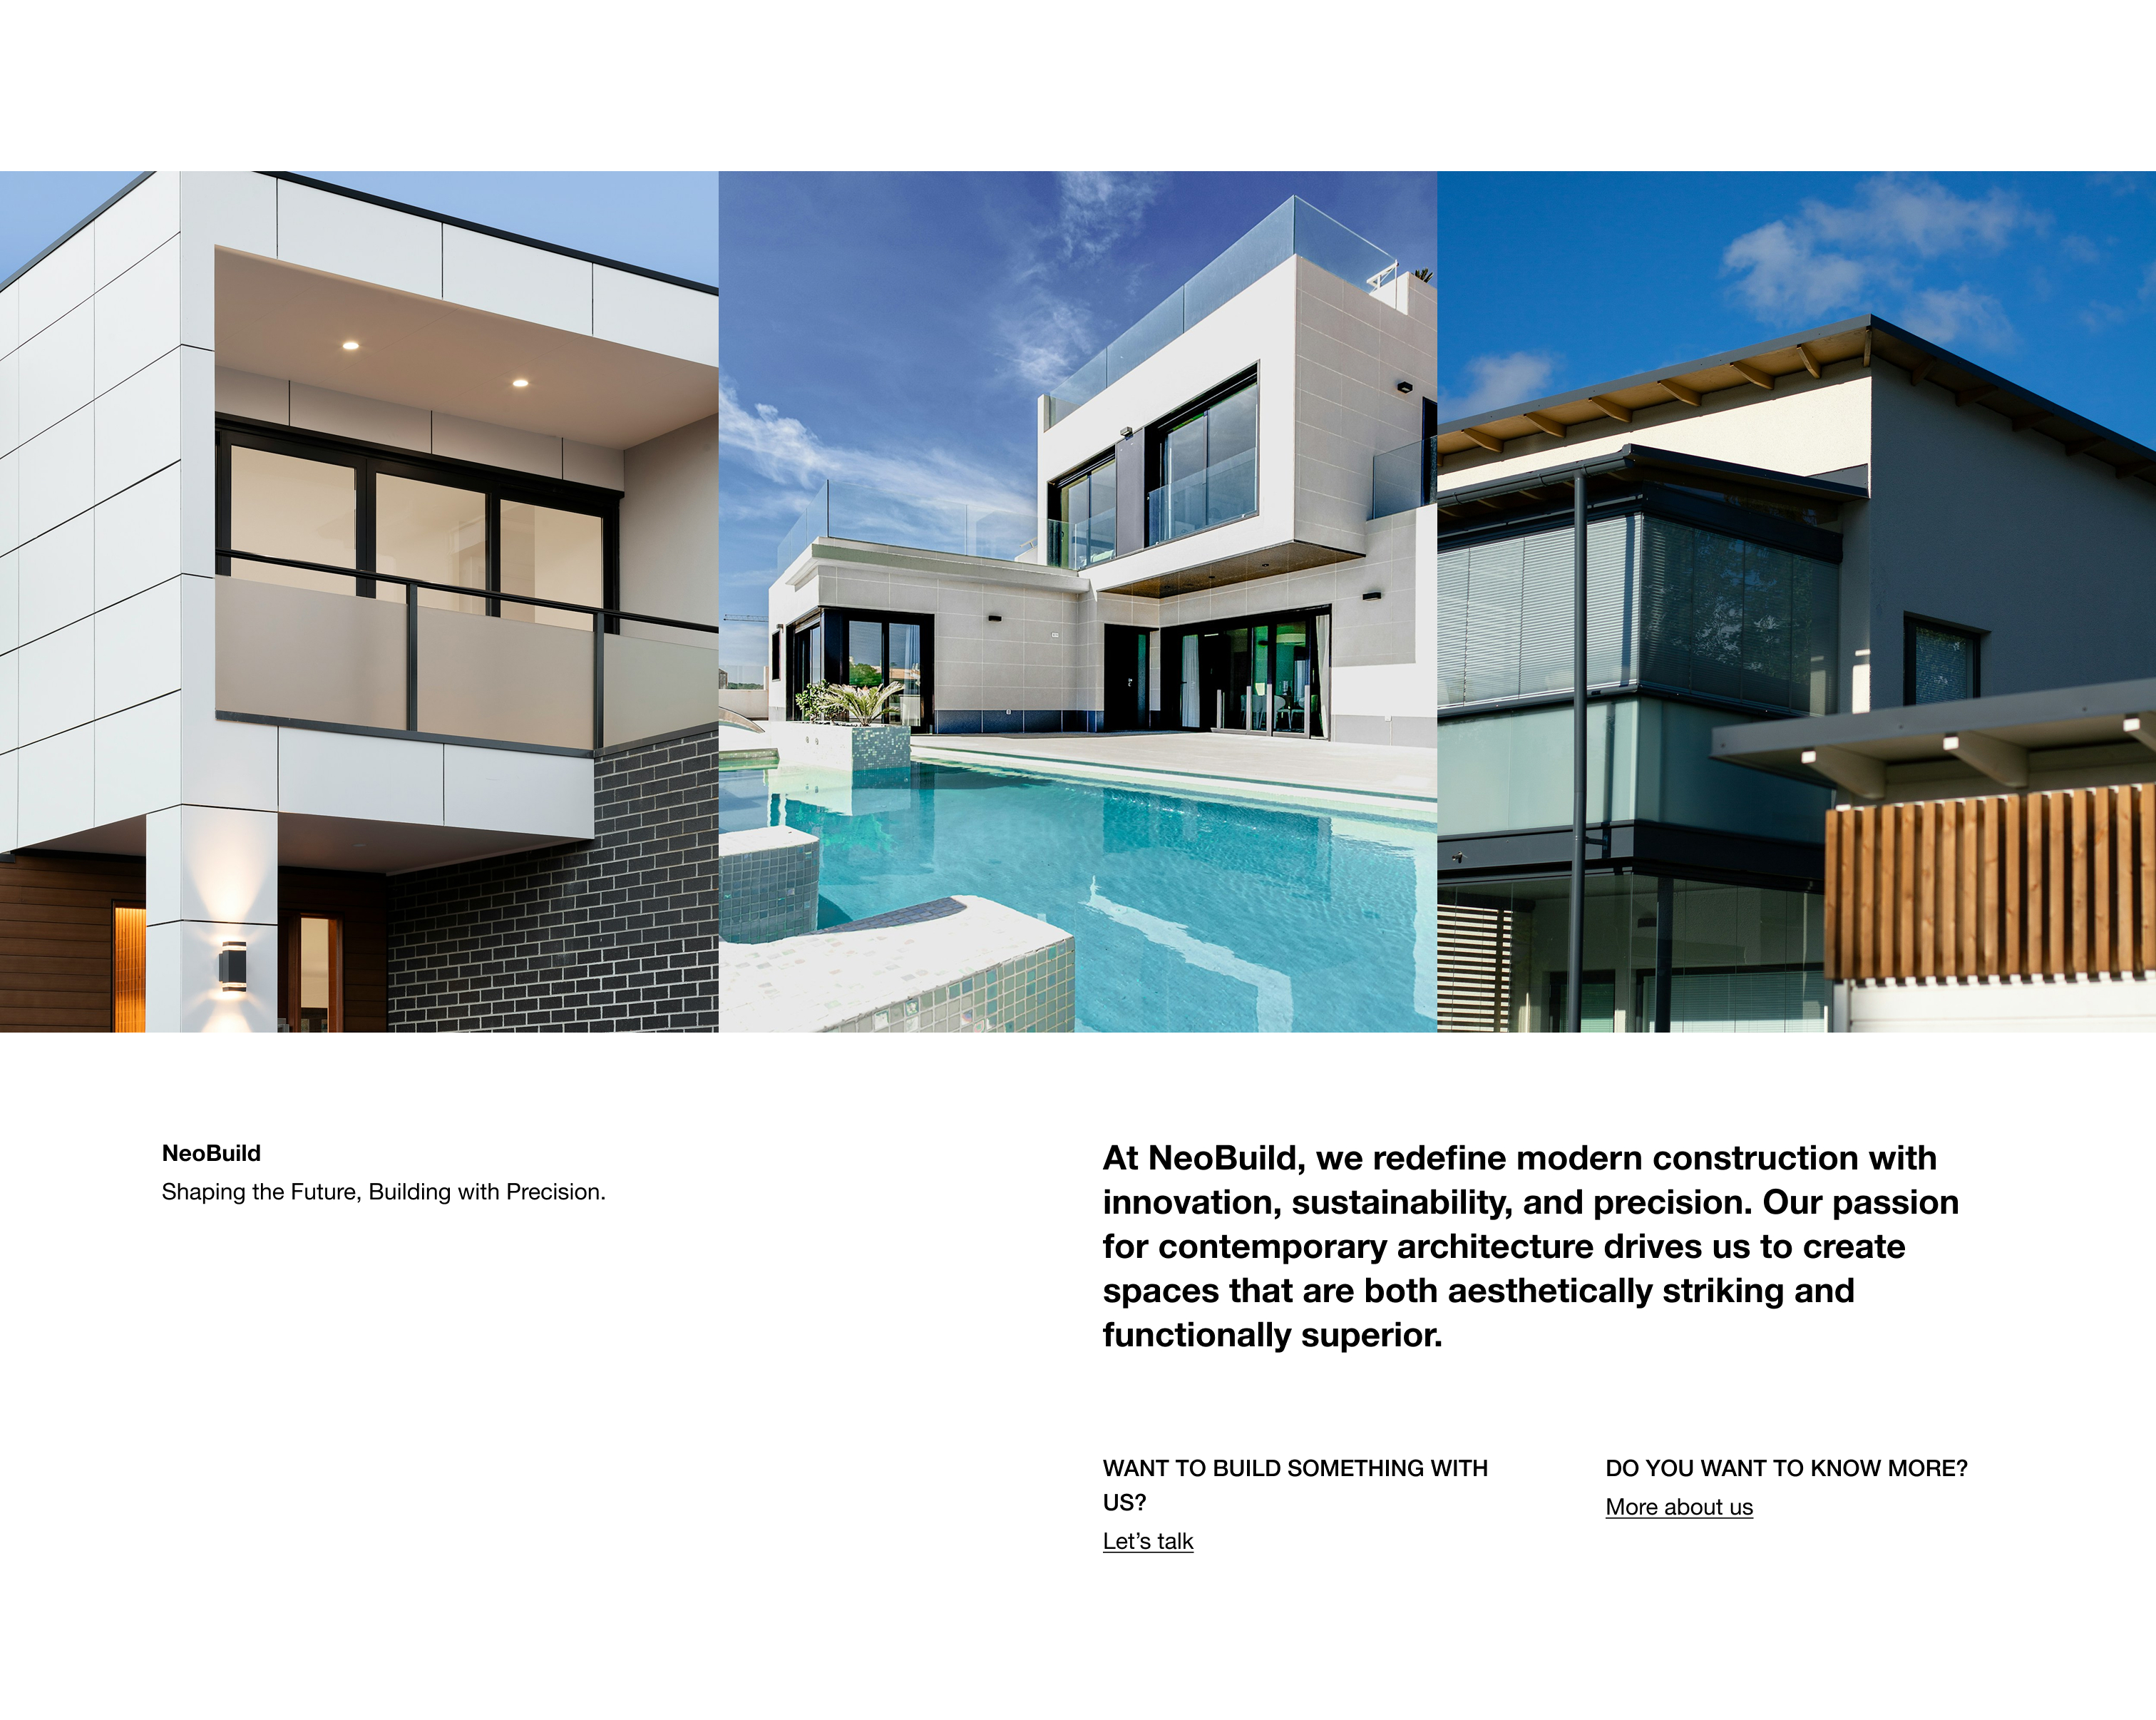 NeoBuild
Shaping the Future, Building with Precision.
At NeoBuild, we redefine modern construction with
innovation, sustainability, and precision. Our passion
for contemporary architecture drives us to create
spaces that are both aesthetically striking and
functionally superior.
WANT TO BUILD SOMETHING WITH
US?
Let’s talk
DO YOU WANT TO KNOW MORE?
More about us